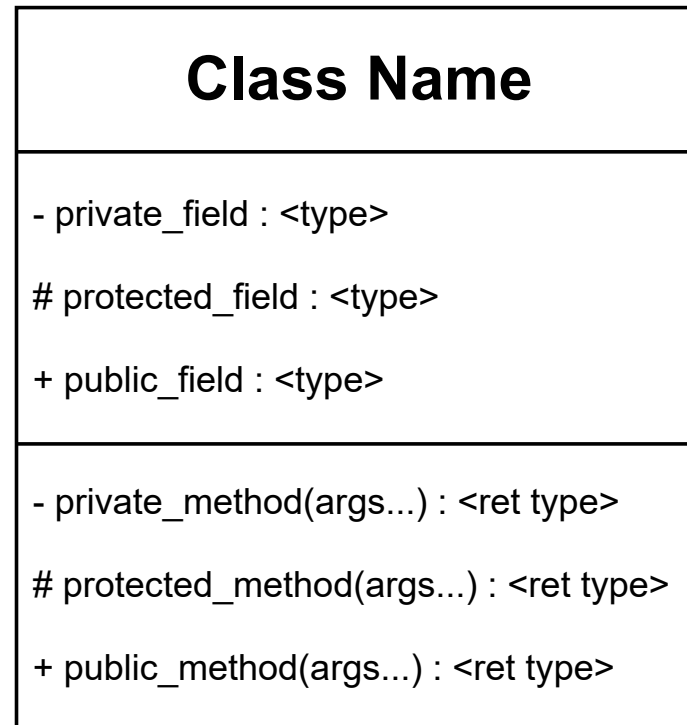 Class Name
- private_field : <type>
# protected_field : <type>
+ public_field : <type>
- private_method(args...) : <ret type>
# protected_method(args...) : <ret type>
+ public_method(args...) : <ret type>